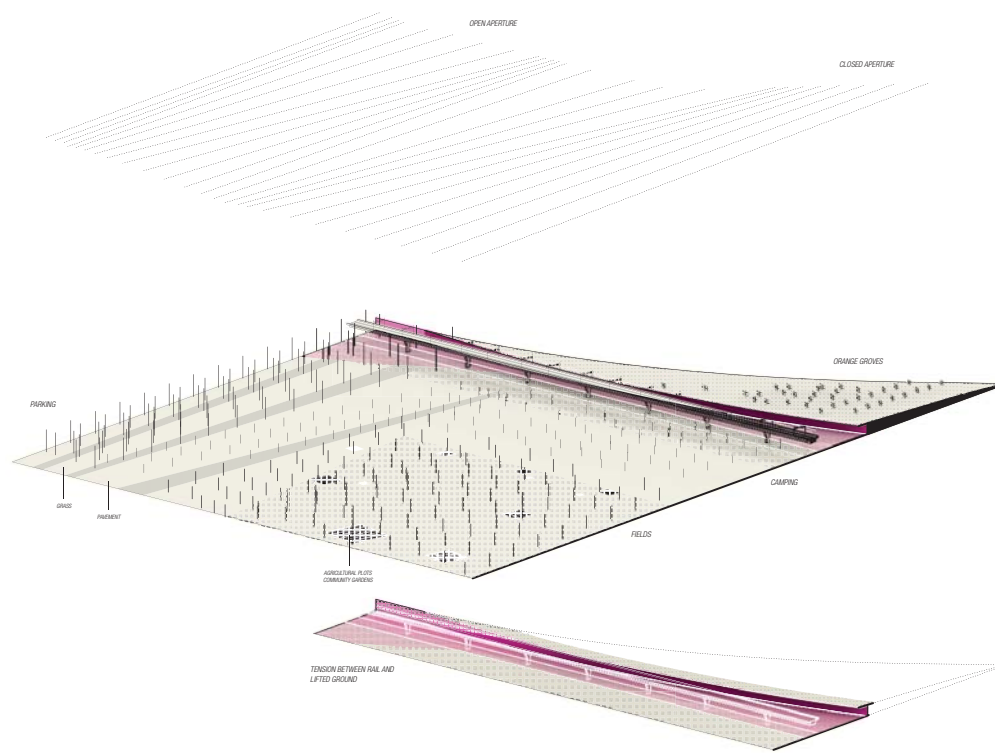 OPEN APERTURE
CLOSED APERTURE
ORANGE GROVES
PARKING
CAMPING
GRASS
PAVEMENT
FIELDS
AGRICULTURAL PLOTS
COMMUNITY GARDENS
TENSION BETWEEN RAIL AND
LIFTED GROUND